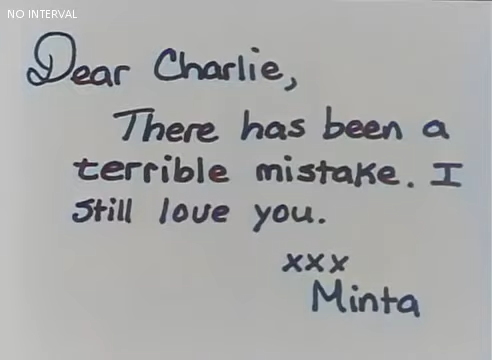 NO INTERVAL
Dear Charlie,
There has been a
terrible mistake. I
still love you.
xxx
Minta